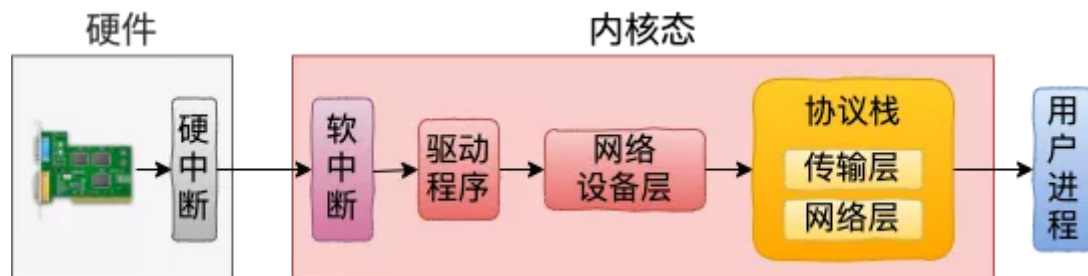 硬件
内核态
硬中断
软中断
驱动
程序
网络
设备层
协议栈
传输层
网络层
用户进程